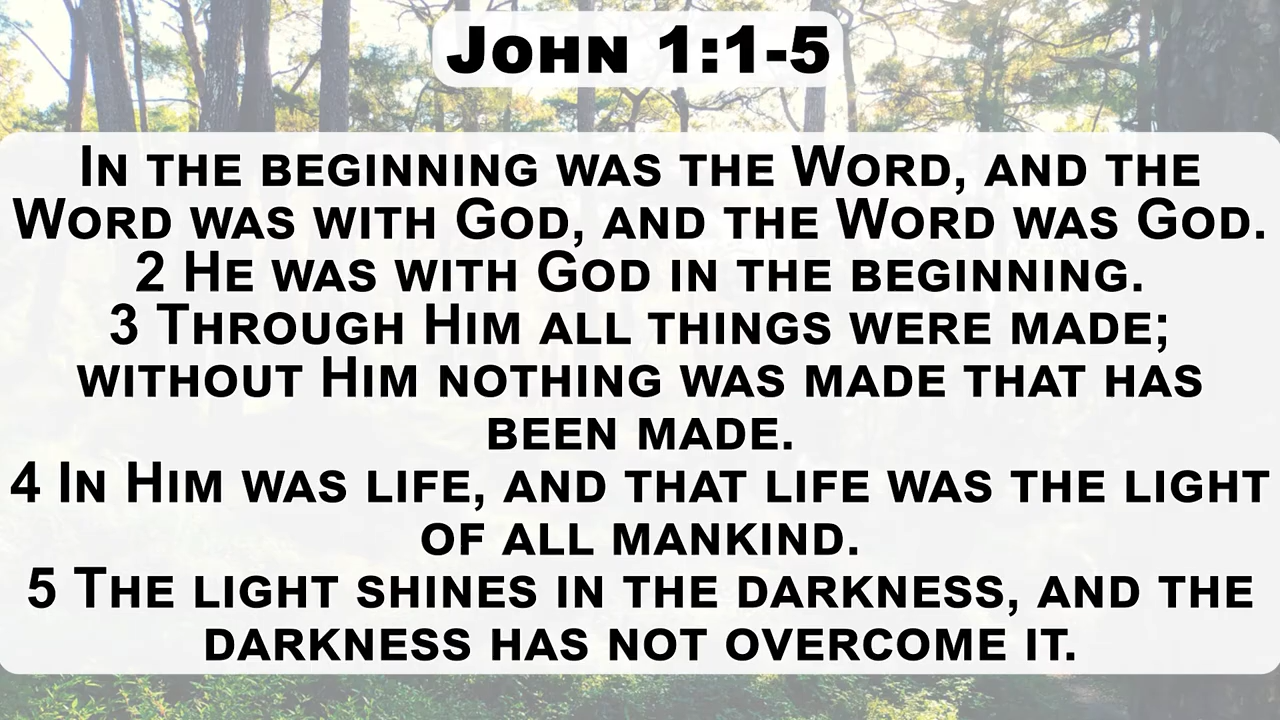 John 1:1-5
In the beginning was the Word, and the
Word was with God, and the Word was God.
2 He was with God in the beginning.
3 Through Him all things were made;
without Him nothing was made that has
been made.
4 In Him was life, and that life was the light
of all mankind.
5 The light shines in the darkness, and the
darkness has not overcome it.